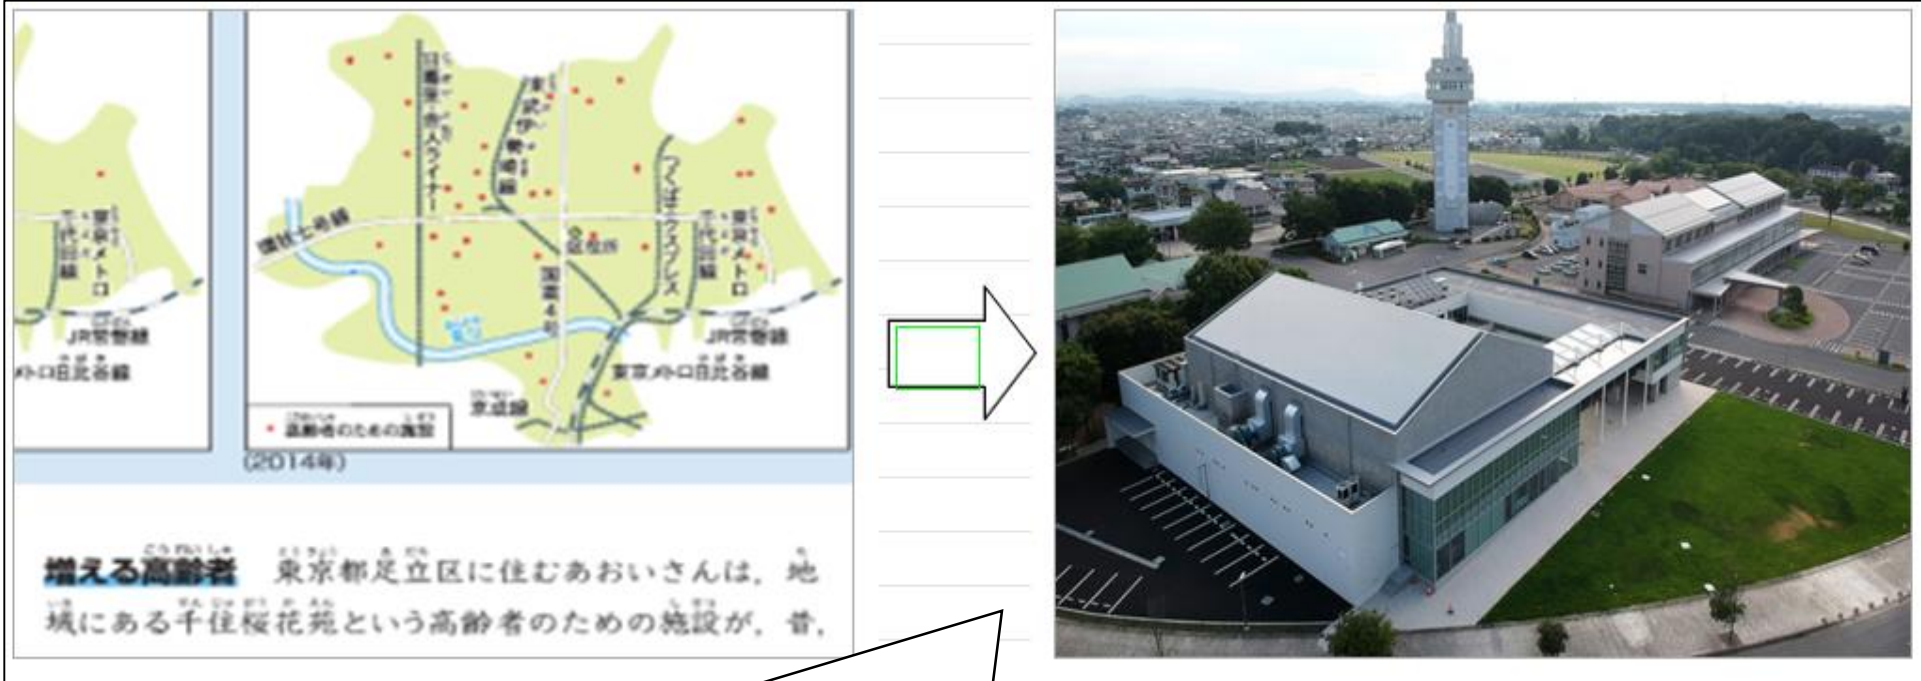 千代田線
東京メトロ
JR常磐線
メトロ日比谷線
日暮里・舎人ライナー
東武伊勢崎線
つくばエクスプレス
環状七号線
区役所
国道4号
千代田線
東京メトロ
JR常磐線
東京メトロ日比谷線
京成線
高齢者のための施設
(2014年)
増える高齢者 東京都足立区に住むあおいさんは，地
域にある千住桜花苑という高齢者のための施設が，昔，